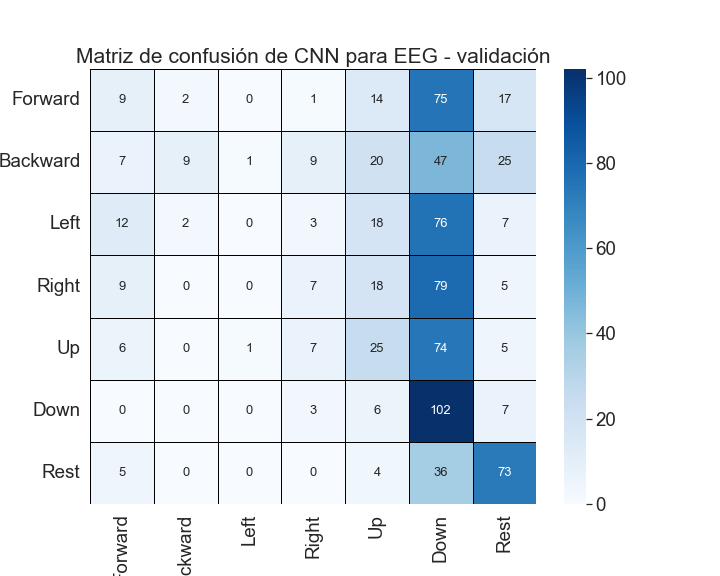 Matriz de confusión de CNN para EEG - validación
Forward 9 2 0 1 14 75 17
Backward 7 9 1 9 20 47 25
Left 12 2 0 3 18 76 7
Right 9 0 0 7 18 79 5
Up 6 0 1 7 25 74 5
Down 0 0 0 3 6 102 7
Rest 5 0 0 0 4 36 73
Forward ckward Left Right Up Down Rest
100
80
60
40
20
0